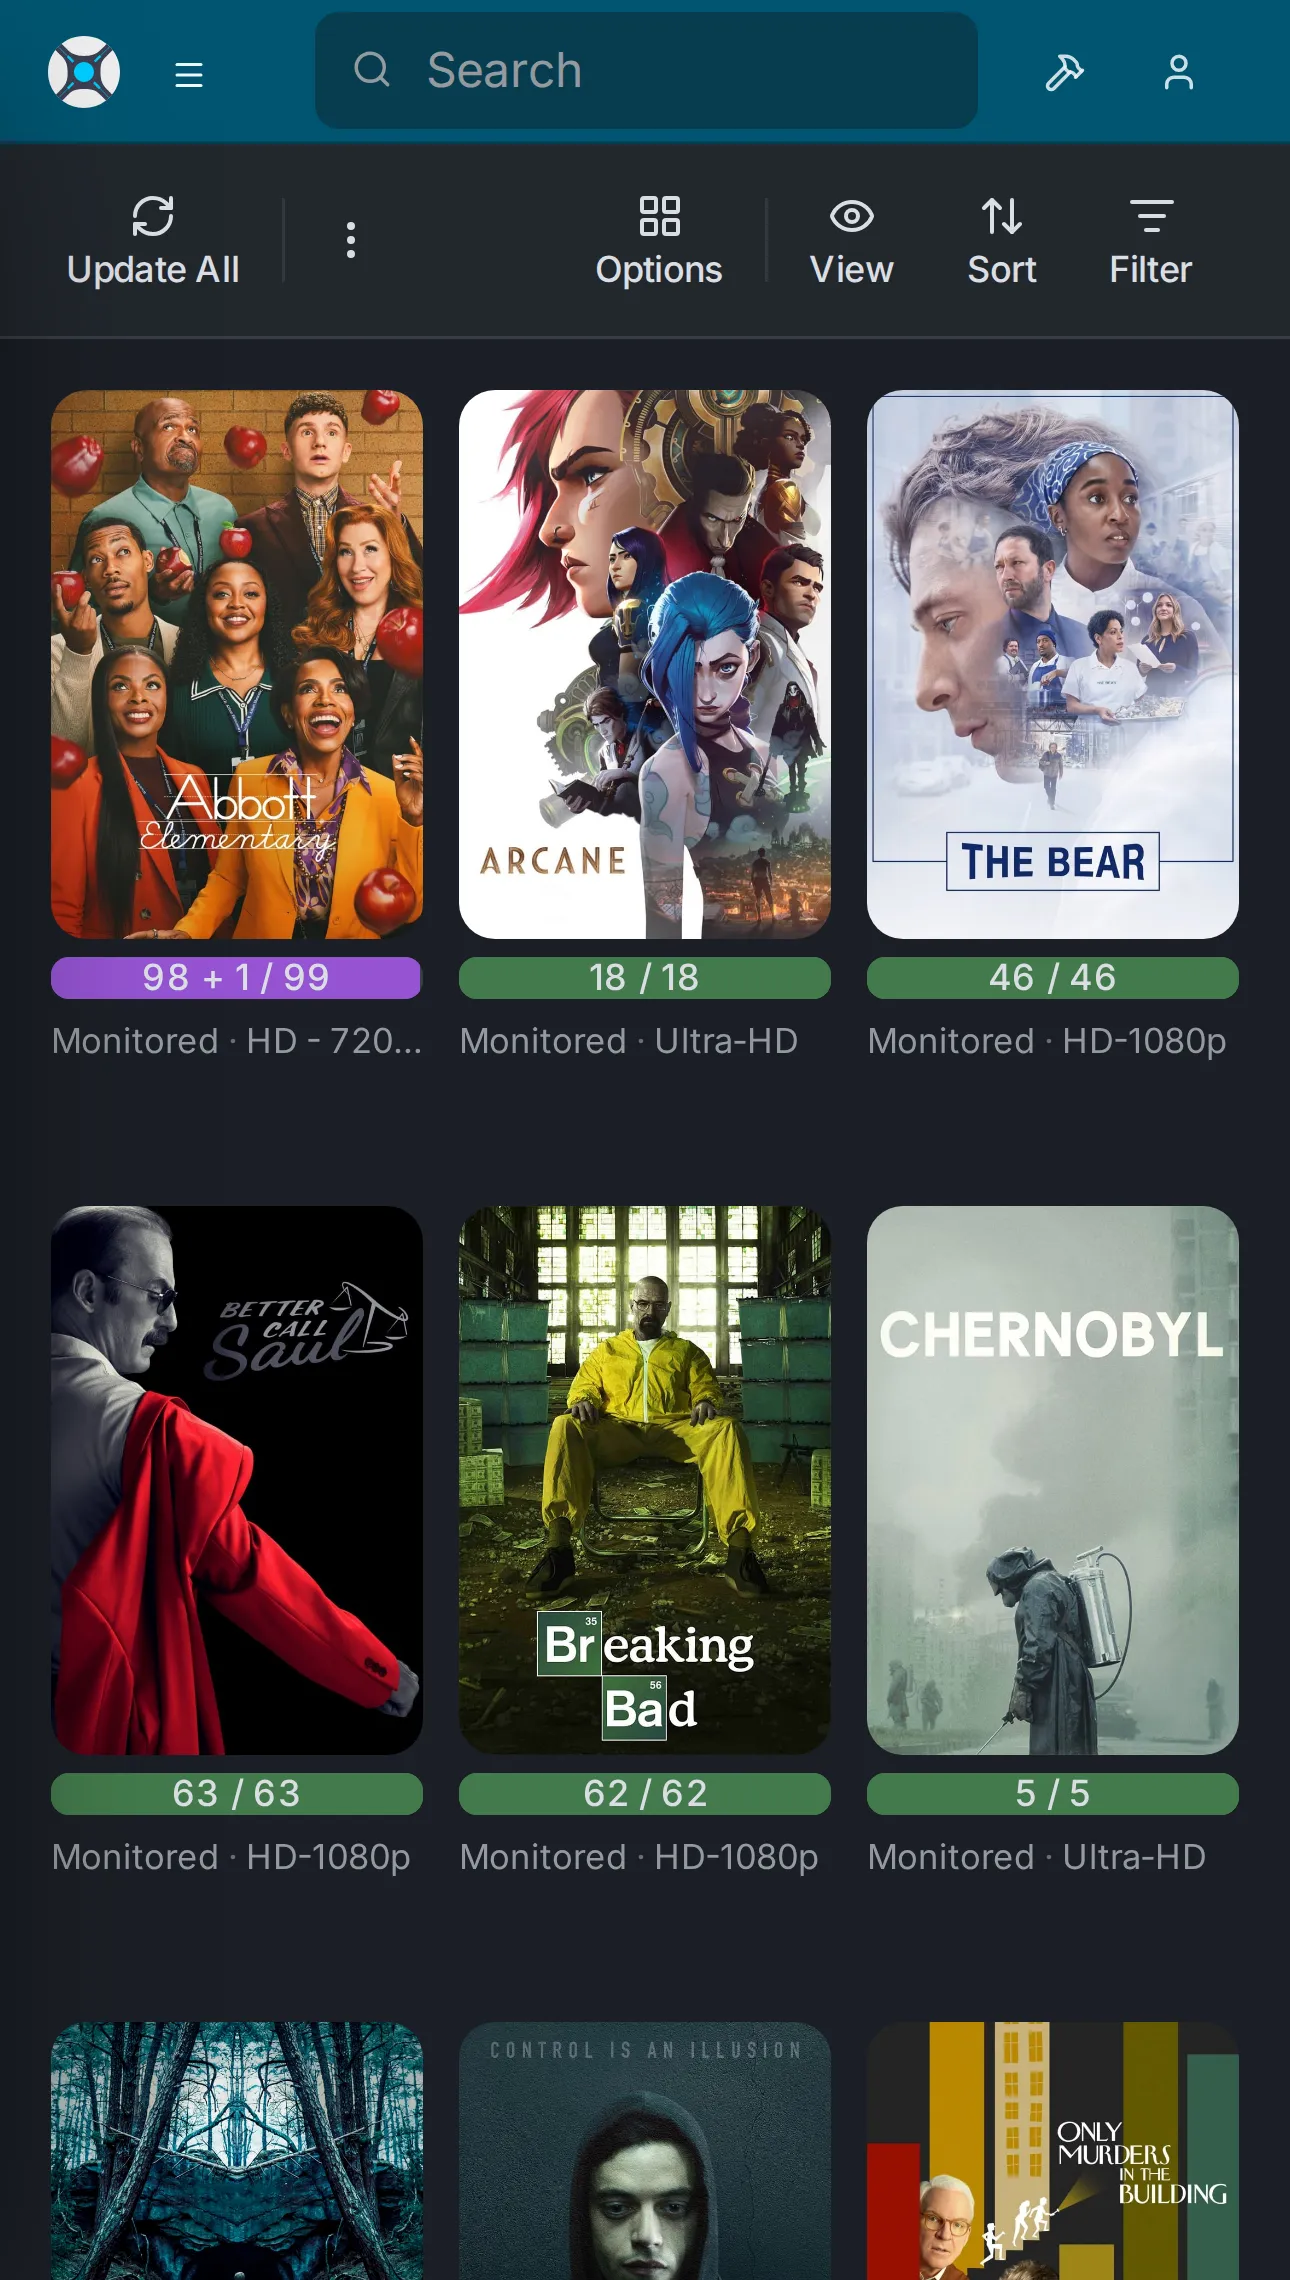 Search
Update All
Options
View
Sort
Filter
Abbott
Elementary
ARCANE
THE BEAR
98 + 1 / 99
18 / 18
46 / 46
Monitored · HD - 720...
Monitored · Ultra-HD
Monitored · HD-1080p
BETTER
CALL
Saul
35
Breaking
56
Bad
CHERNOBYL
63 / 63
62 / 62
5 / 5
Monitored · HD-1080p
Monitored · HD-1080p
Monitored · Ultra-HD
CONTROL IS AN ILLUSION
ONLY
MURDERS
IN THE
BUILDING